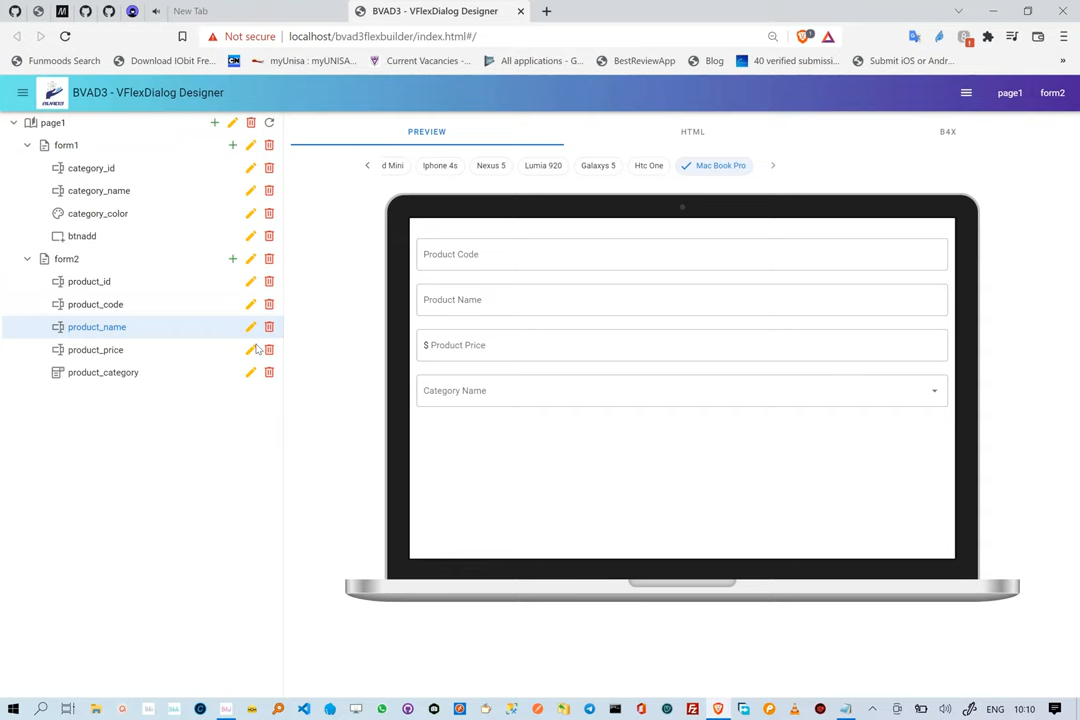 New Tab
BVAD3 - VFlexDialog Designer
Not secure
localhost/bvad3flexbuilder/index.html#/
Funmoods Search
Download IObit Fre...
myUnisa : myUNISA...
Current Vacancies -...
All applications - G...
BestReviewApp
Blog
40 verified submissi...
Submit iOS or Andr...
»
BVAD3
BVAD3 - VFlexDialog Designer
page1
form2
page1
form1
category_id
category_name
category_color
btnadd
form2
product_id
product_code
product_name
product_price
product_category
PREVIEW
HTML
B4X
d Mini
Iphone 4s
Nexus 5
Lumia 920
Galaxys 5
Htc One
Mac Book Pro
Product Code
Product Name
$ Product Price
Category Name
ENG
10:10